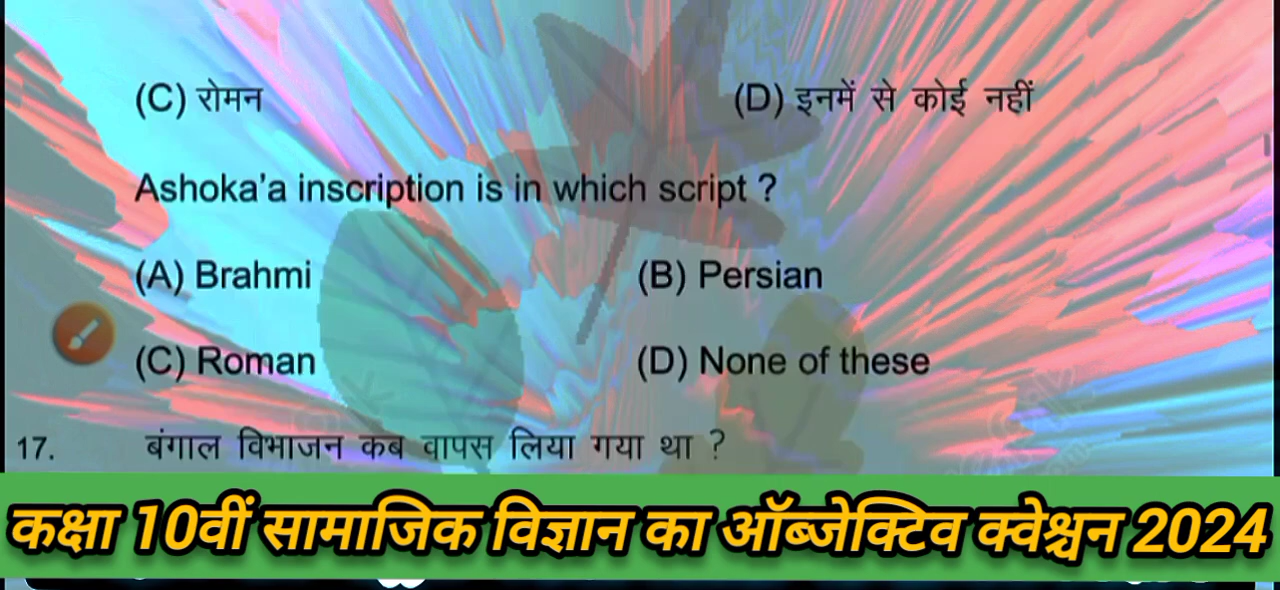 (C) रोमन (D) इनमें से कोई नहीं
Ashoka'a inscription is in which script ?
(A) Brahmi (B) Persian
(C) Roman (D) None of these
17. बंगाल विभाजन कब वापस लिया गया था ?
कक्षा 10वीं सामाजिक विज्ञान का ऑब्जेक्टिव क्वेश्चन 2024